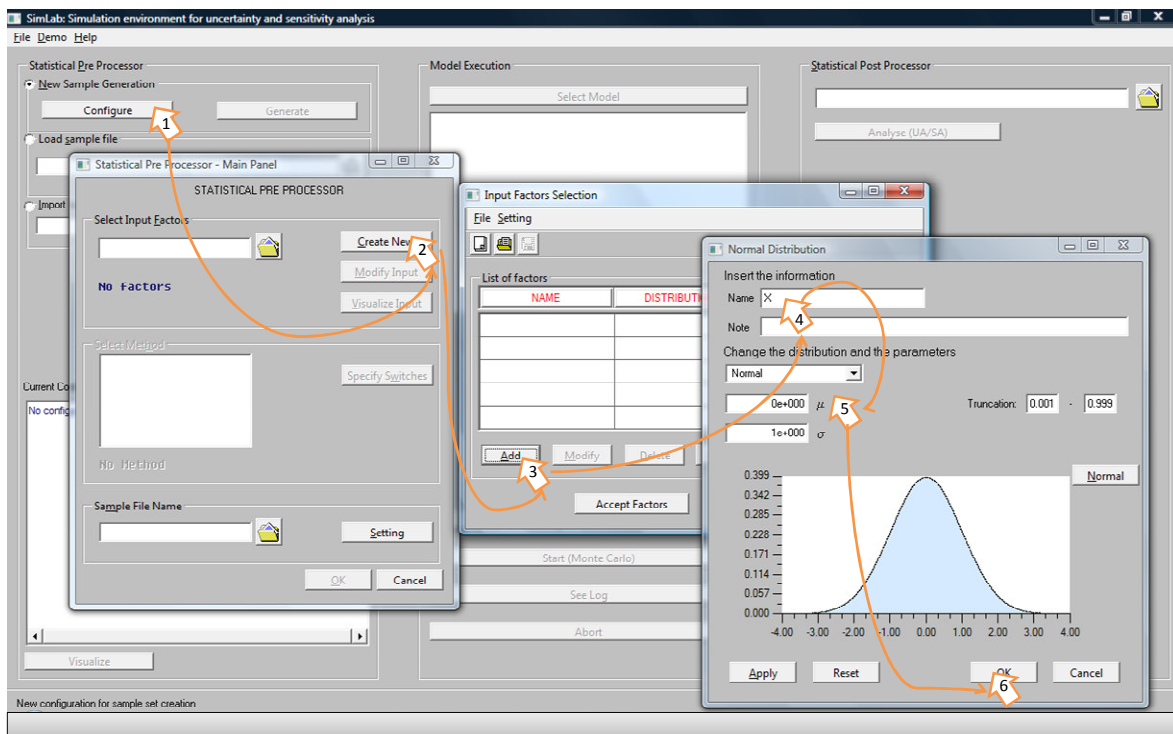 SimLab: Simulation environment for uncertainty and sensitivity analysis
File Demo Help
Statistical Pre Processor
New Sample Generation
Configure
Generate
1
Load sample file
Import
Current Co
No config
Visualize
New configuration for sample set creation
Model Execution
Select Model
Start (Monte Carlo)
See Log
Abort
Statistical Post Processor
Analyse (UA/SA)
Statistical Pre Processor - Main Panel
STATISTICAL PRE PROCESSOR
Select Input Factors
Create New
2
No factors
Modify Input
Visualize Input
Select Method
Specify Switches
No Method
Sample File Name
Setting
OK
Cancel
Input Factors Selection
File Setting
List of factors
NAME
DISTRIBUTI
Add
Modify
Delete
3
Accept Factors
Normal Distribution
Insert the information
Name X
4
Note
Change the distribution and the parameters
Normal
0e+000 μ
5
Truncation: 0.001 - 0.999
1e+000 σ
Normal
0.399
0.342
0.285
0.228
0.171
0.114
0.057
0.000
-4.00 -3.00 -2.00 -1.00 0.00 1.00 2.00 3.00 4.00
Apply
Reset
OK
Cancel
6